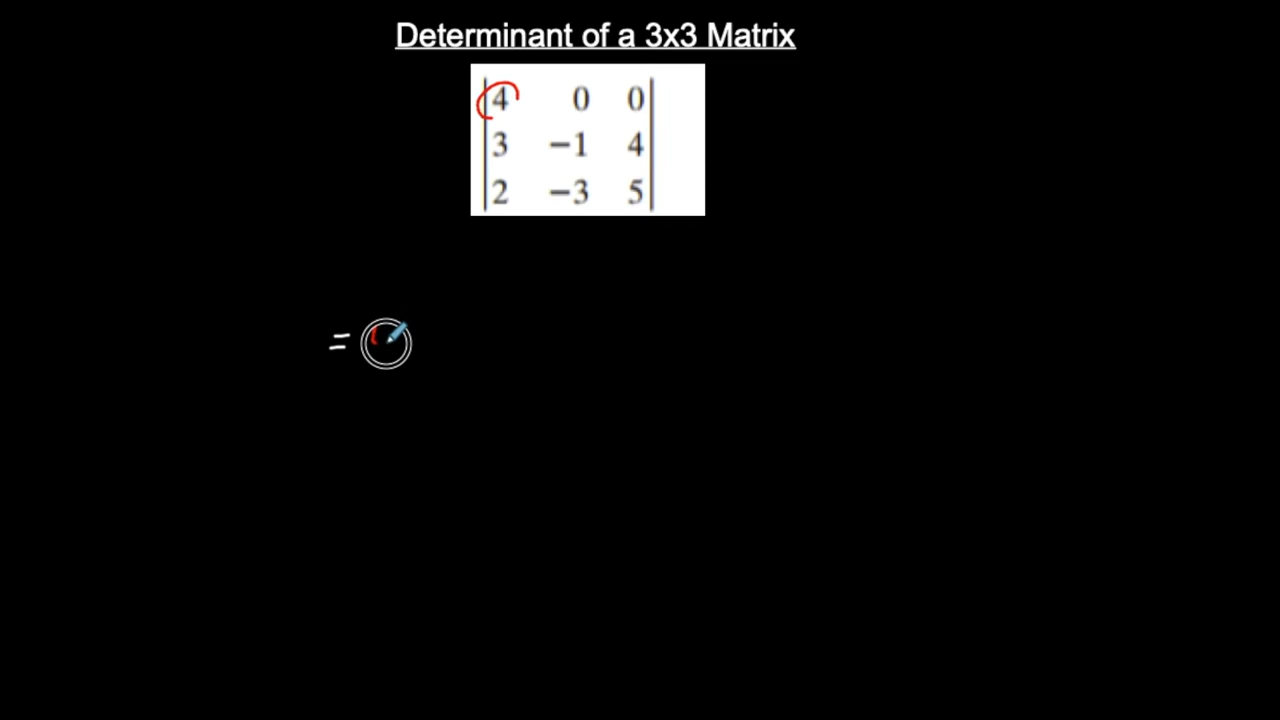 Determinant of a 3x3 Matrix
4 0 0
3 −1 4
2 −3 5
=